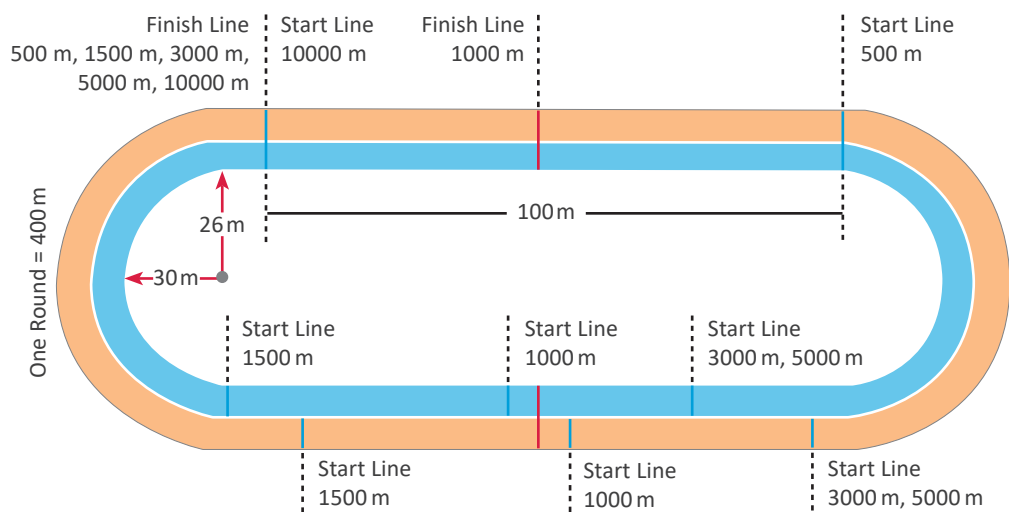 Finish Line
500 m, 1500 m, 3000 m,
5000 m, 10000 m
Start Line
10000 m
Finish Line
1000 m
Start Line
500 m
One Round = 400 m
26 m
100 m
30 m
Start Line
1500 m
Start Line
1000 m
Start Line
3000 m, 5000 m
Start Line
1500 m
Start Line
1000 m
Start Line
3000 m, 5000 m